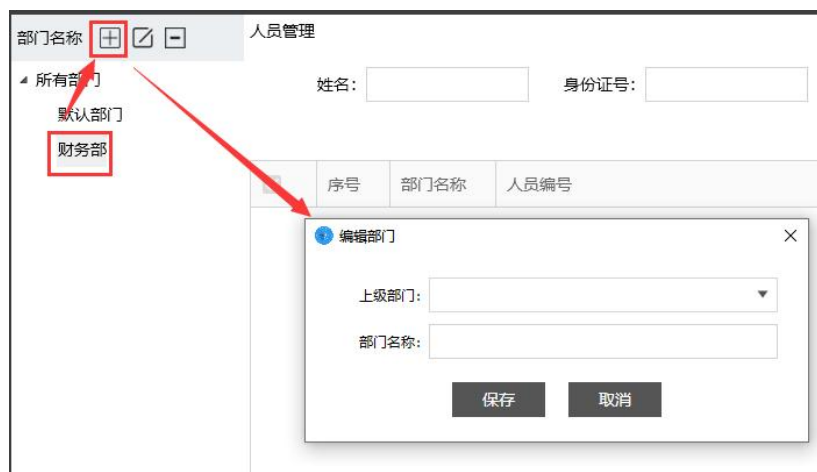 部门名称
人员管理
所有部门
姓名：
身份证号：
默认部门
财务部
序号 部门名称 人员编号
编辑部门
上级部门：
部门名称：
保存 取消